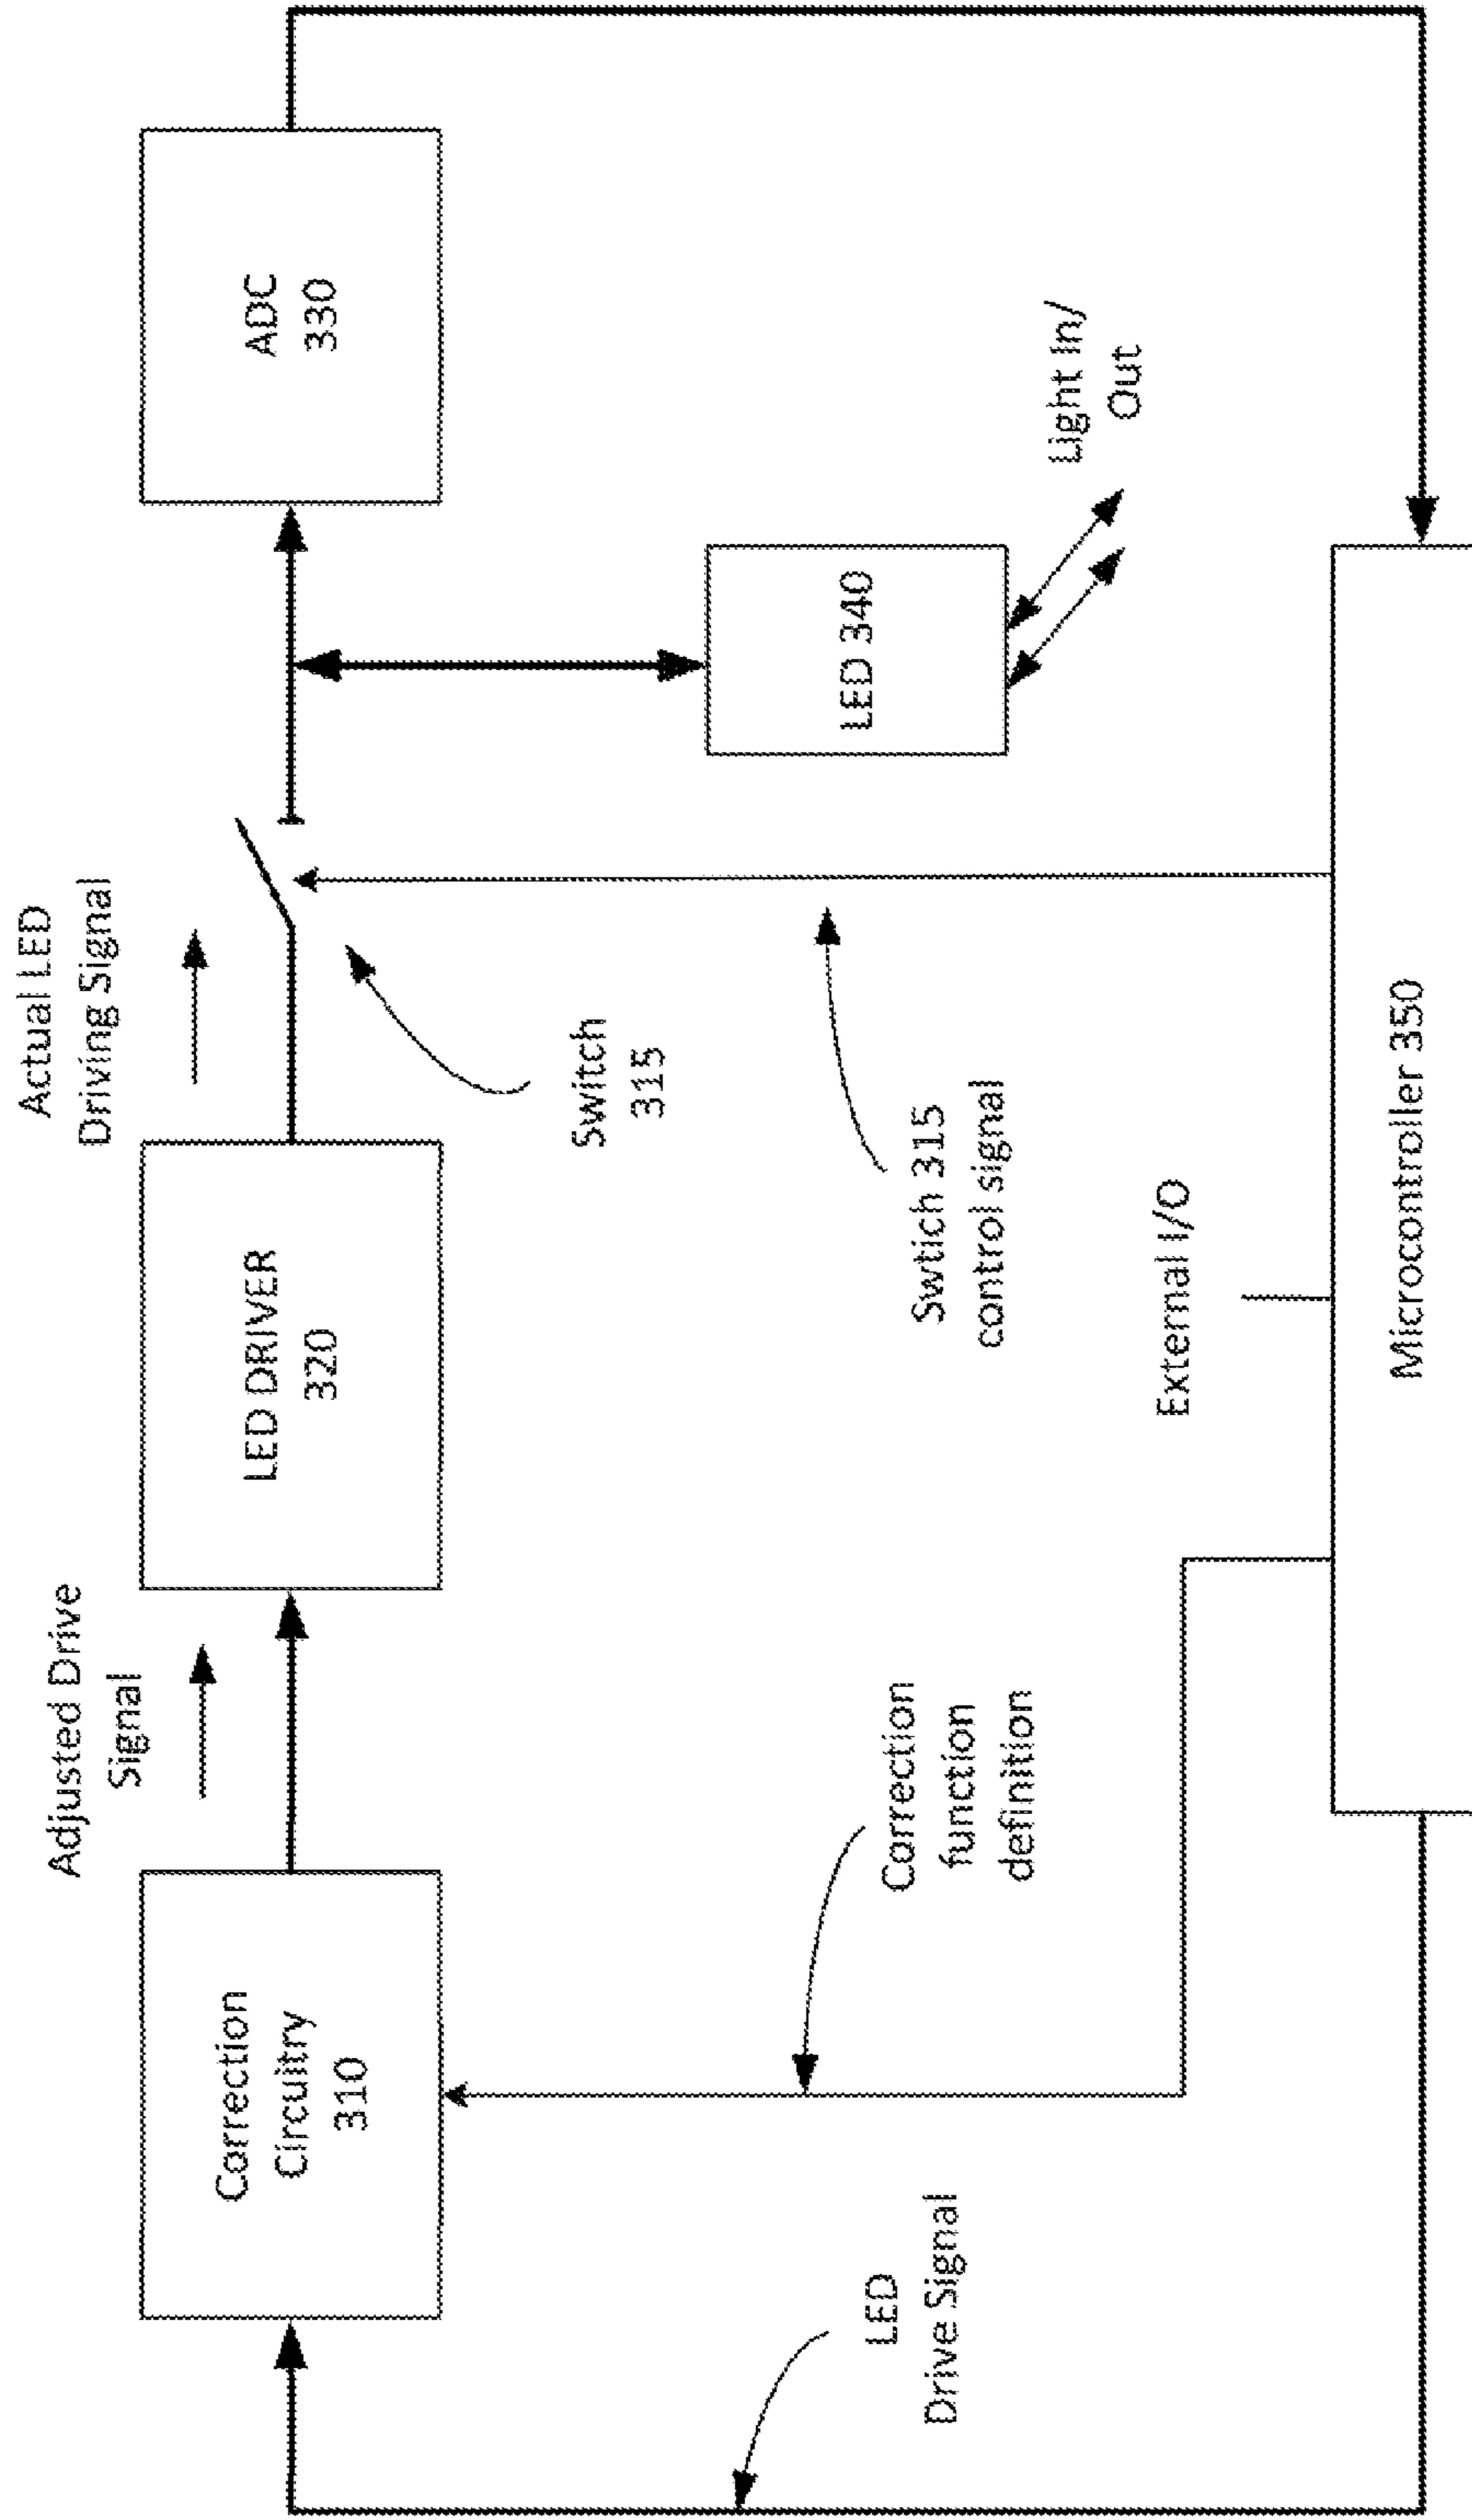 Adjusted Drive
Signal
Actual LED
Driving Signal
Correction
Circuitry
310
LED DRIVER
320
ADC
330
Switch
315
LED 340
Light In/
Out
LED
Drive Signal
Correction
function
definition
Swtich 315
control signal
External I/O
Microcontroller 350